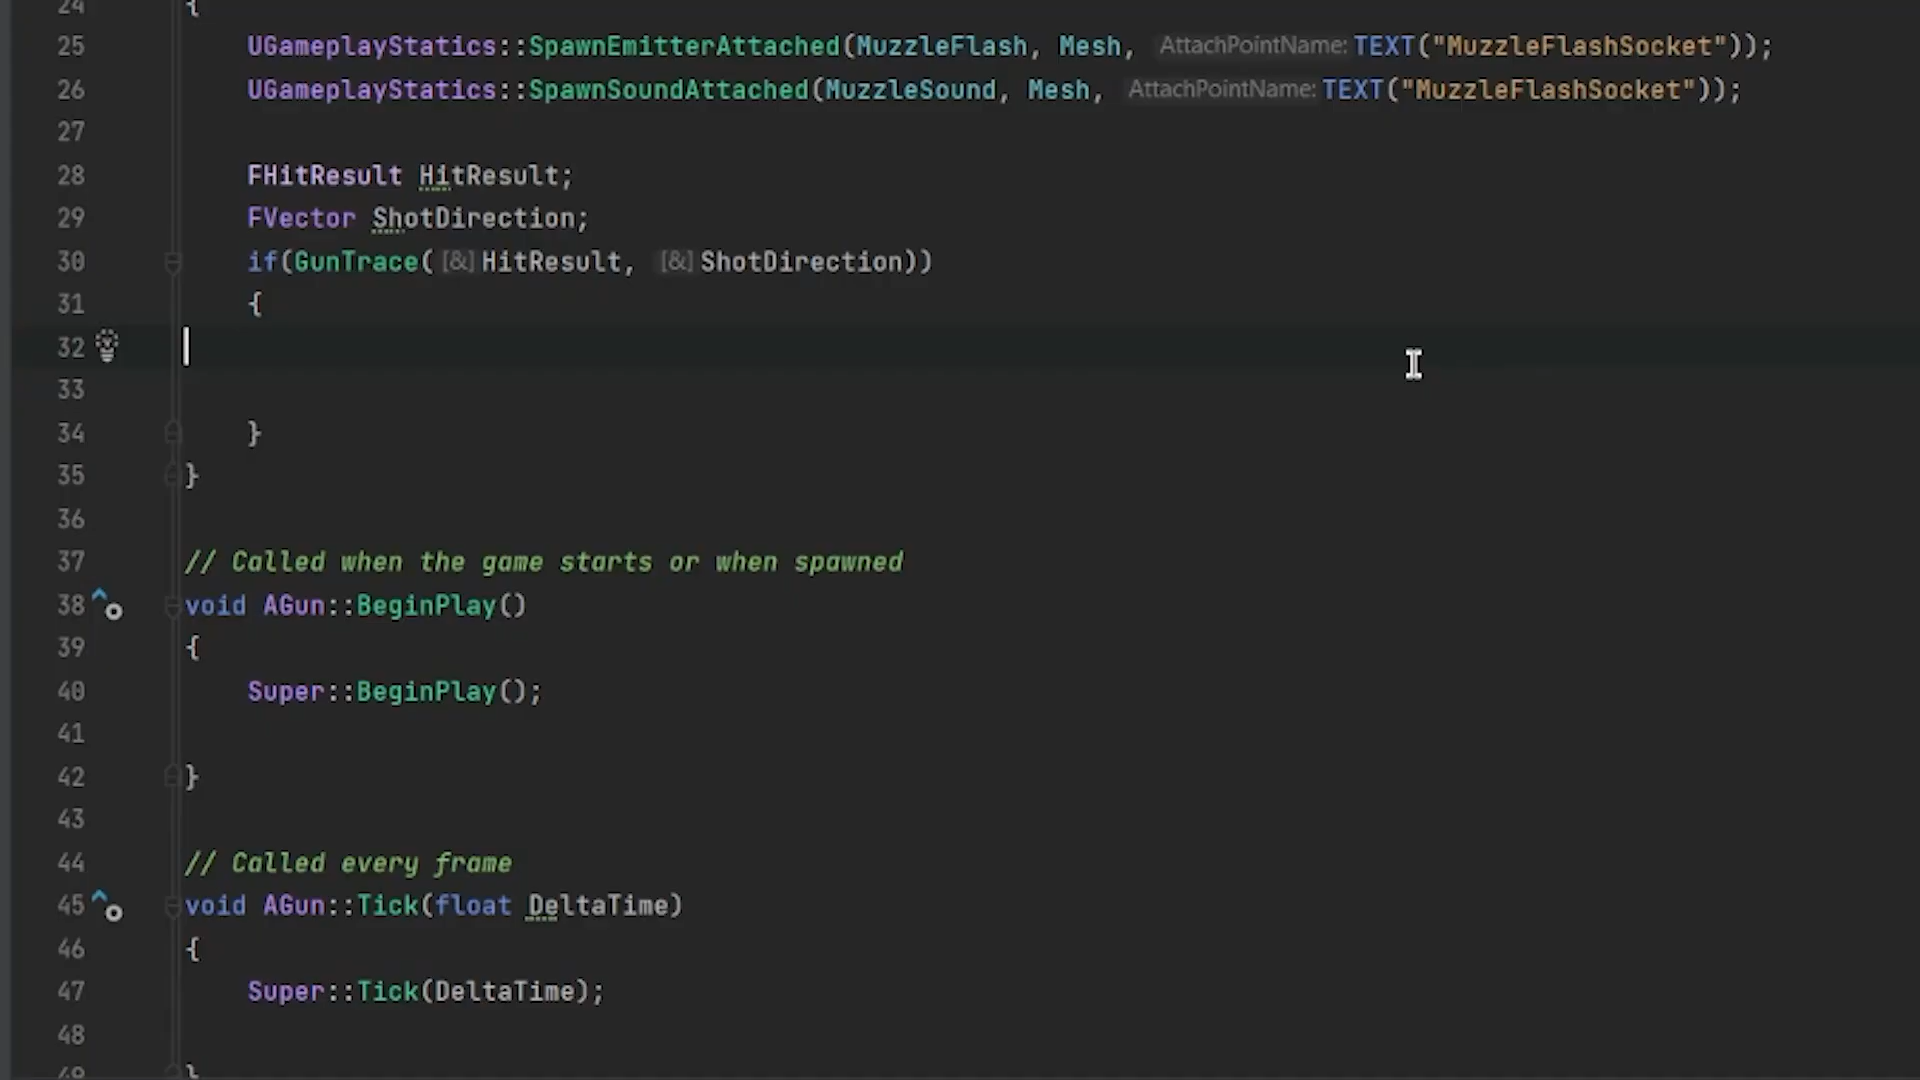 24 {
25 UGameplayStatics::SpawnEmitterAttached(MuzzleFlash, Mesh, AttachPointName: TEXT("MuzzleFlashSocket"));
26 UGameplayStatics::SpawnSoundAttached(MuzzleSound, Mesh, AttachPointName: TEXT("MuzzleFlashSocket"));
27
28 FHitResult HitResult;
29 FVector ShotDirection;
30 if(GunTrace([&]HitResult, [&]ShotDirection))
31 {
32
33
34 }
35 }
36
37 // Called when the game starts or when spawned
38 void AGun::BeginPlay()
39 {
40 Super::BeginPlay();
41
42 }
43
44 // Called every frame
45 void AGun::Tick(float DeltaTime)
46 {
47 Super::Tick(DeltaTime);
48
49 }